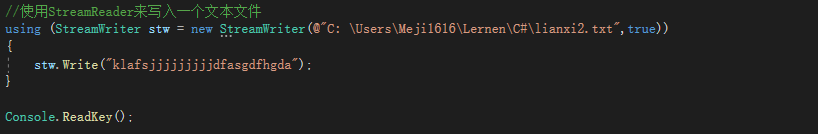 //使用StreamReader来写入一个文本文件
using (StreamWriter stw = new StreamWriter(@"C: \Users\Meji1616\Lernen\C#\lianxi2.txt",true))
{
stw.Write("klafsjjjjjjjjjdfasgdfhgda");
}
Console.ReadKey();